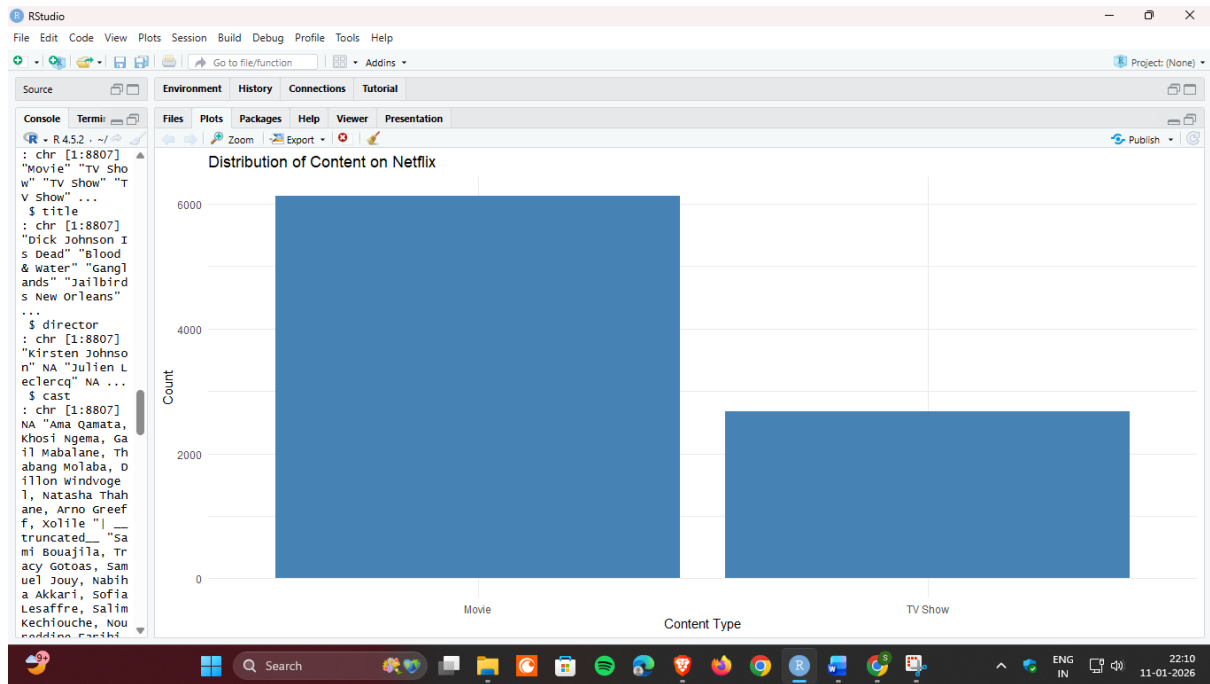 RStudio
File Edit Code View Plots Session Build Debug Profile Tools Help
Go to file/function Addins Project: (None)
Source
Environment History Connections Tutorial
Console Termi
Files Plots Packages Help Viewer Presentation
R 4.5.2 · ~/
Zoom Export Publish
: chr [1:8807]
"Movie" "TV Sho
w" "TV Show" "T
V Show" ...
$ title
: chr [1:8807]
"Dick Johnson I
s Dead" "Blood
& Water" "Gangl
ands" "Jailbird
s New Orleans"
...
$ director
: chr [1:8807]
"Kirsten Johnso
n" NA "Julien L
eclercq" NA ...
$ cast
: chr [1:8807]
NA "Ama Qamata,
Khosi Ngema, Ga
il Mabalane, Th
abang Molaba, D
illon Windvoge
l, Natasha Thah
ane, Arno Greef
f, Xolile "| __
truncated__ "Sa
mi Bouajila, Tr
acy Gotoas, Sam
uel Jouy, Nabih
a Akkari, Sofia
Lesaffre, Salim
Kechiouche, Nou
reddine Farihi
Distribution of Content on Netflix
6000
4000
2000
0
Count
Movie TV Show
Content Type
9+
Search
S
ENG
IN
22:10
11-01-2026